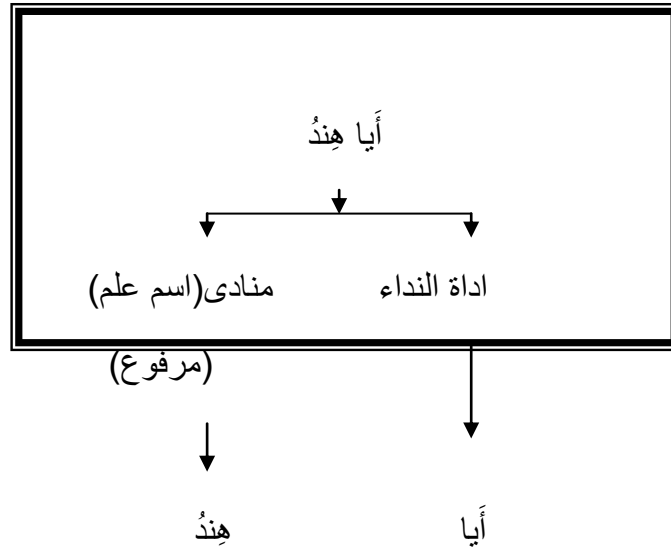 أَيا هِندُ
اداة النداء منادى(اسم علم)
(مرفوع)
أَيا هِندُ